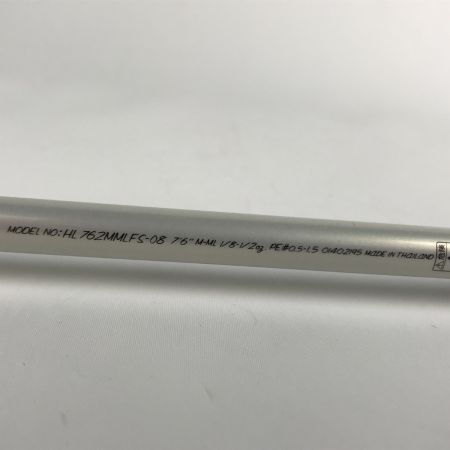 MODEL NO:HL762MMLFS-08 7'6" M-ML 1/8-1/2oz. PE#0.5-1.5 01402195 MADE IN THAILAND